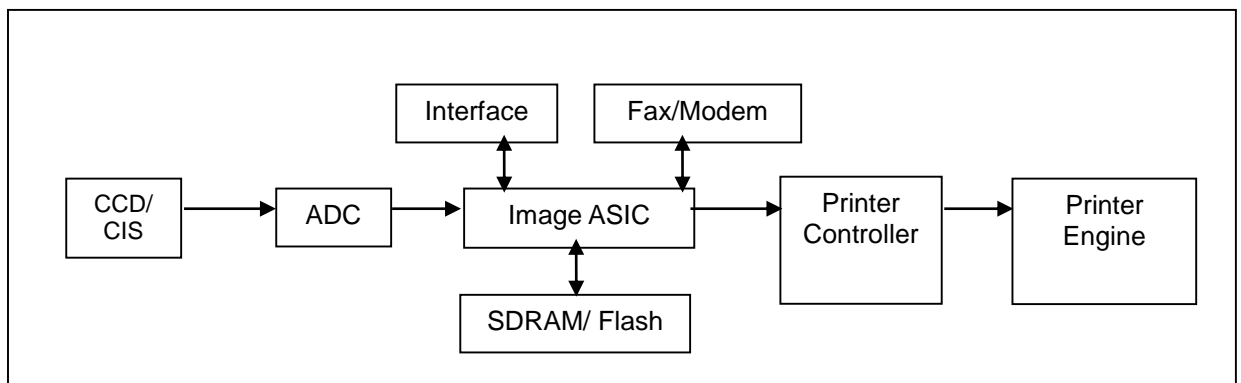 Interface
Fax/Modem
CCD/
CIS
ADC
Image ASIC
Printer
Controller
Printer
Engine
SDRAM/ Flash